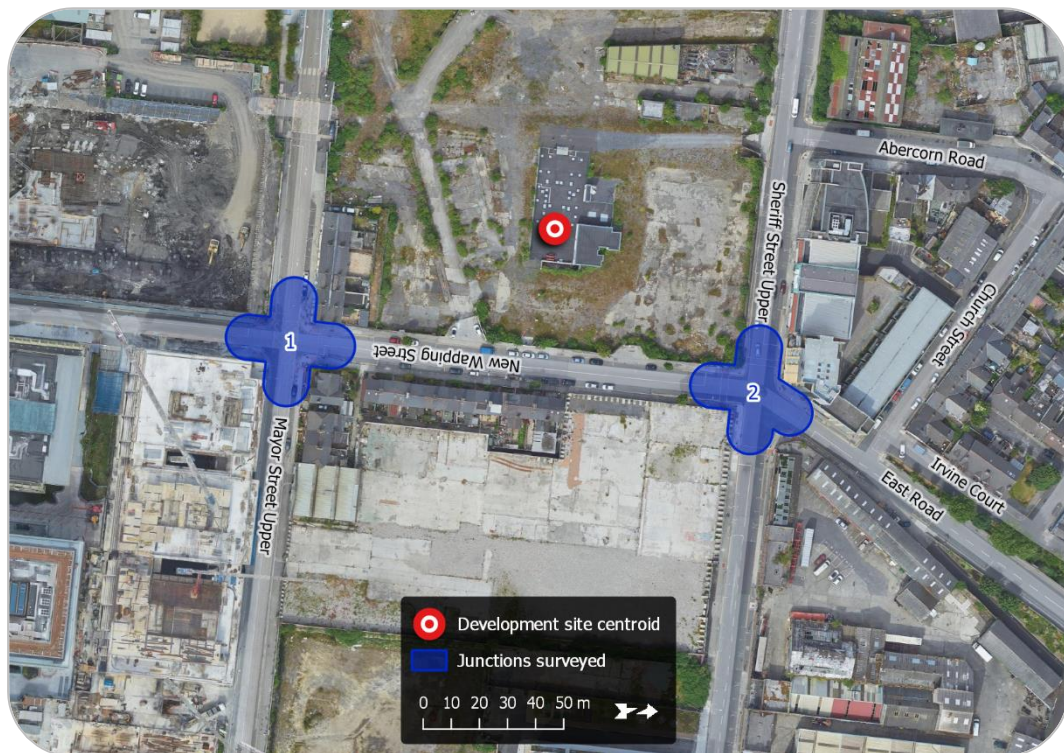 Abercorn Road
Sheriff Street Upper
Church Street
1
New Wapping Street
2
Mayor Street Upper
Irvine Court
East Road
Development site centroid
Junctions surveyed
0 10 20 30 40 50 m